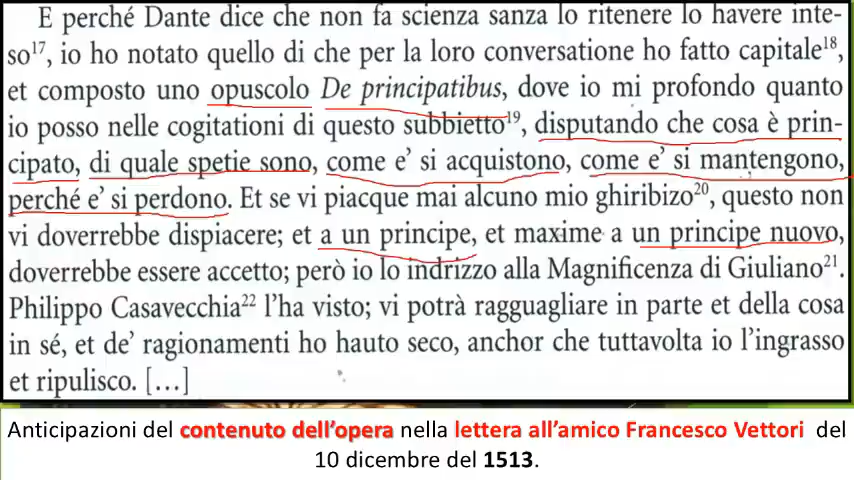 E perché Dante dice che non fa scienza sanza lo ritenere lo havere inte-
so17, io ho notato quello di che per la loro conversatione ho fatto capitale18,
et composto uno opuscolo De principatibus, dove io mi profondo quanto
io posso nelle cogitationi di questo subbietto19, disputando che cosa è prin-
cipato, di quale spetie sono, come e' si acquistono, come e' si mantengono,
perché e' si perdono. Et se vi piacque mai alcuno mio ghiribizo20, questo non
vi doverrebbe dispiacere; et a un principe, et maxime a un principe nuovo,
doverrebbe essere accetto; però io lo indrizzo alla Magnificenza di Giuliano21.
Philippo Casavecchia22 l'ha visto; vi potrà ragguagliare in parte et della cosa
in sé, et de' ragionamenti ho hauto seco, anchor che tuttavolta io l'ingrasso
et ripulisco. […]
Anticipazioni del contenuto dell'opera nella lettera all'amico Francesco Vettori del
10 dicembre del 1513.